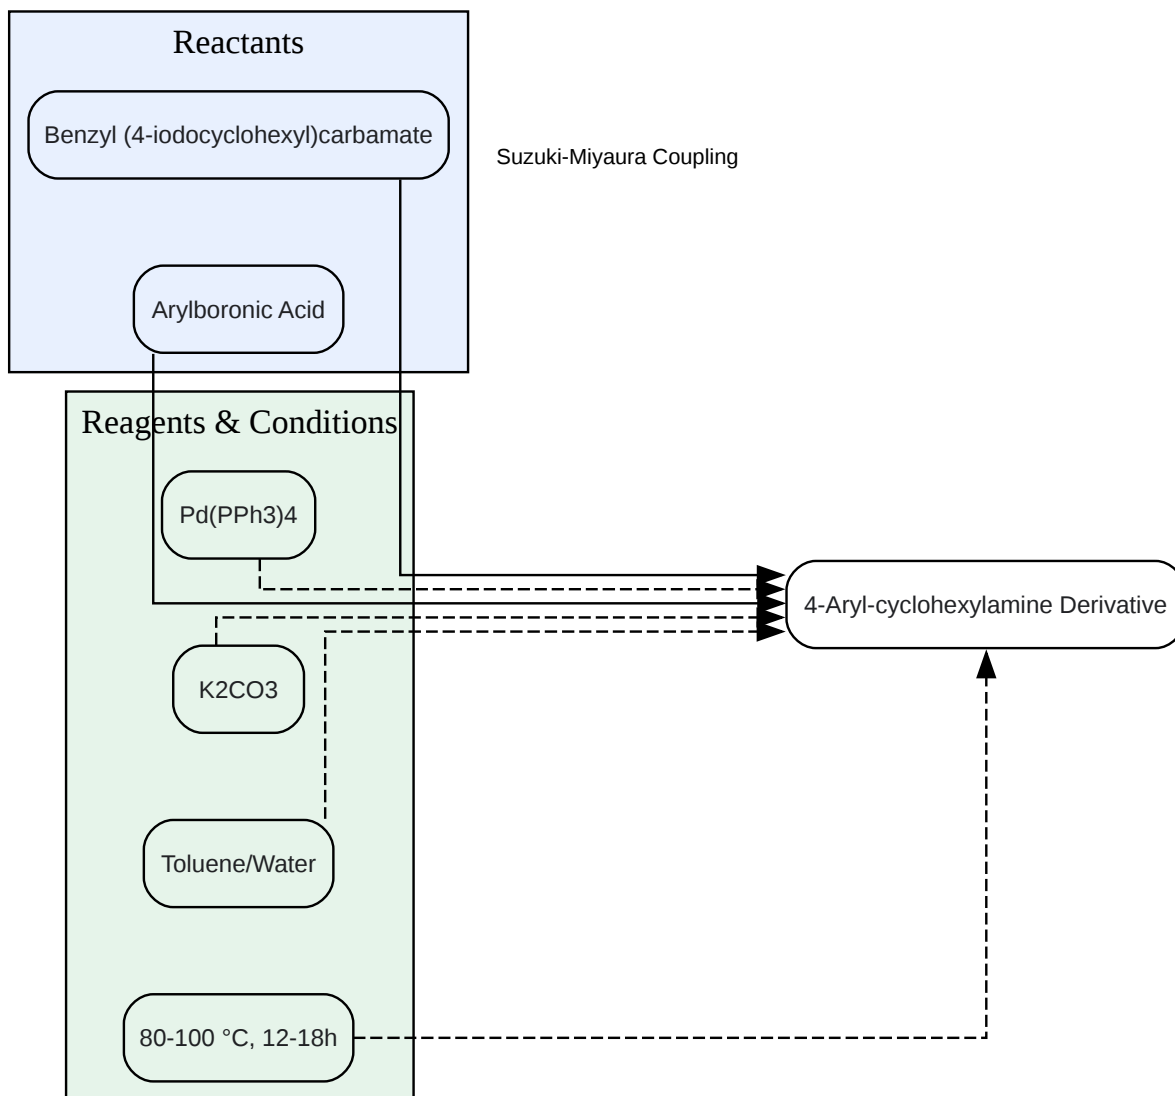 Reactants
Benzyl (4-iodocyclohexyl)carbamate
Suzuki-Miyaura Coupling
Arylboronic Acid
Reagents & Conditions
Pd(PPh3)4
4-Aryl-cyclohexylamine Derivative
K2CO3
Toluene/Water
80-100 °C, 12-18h